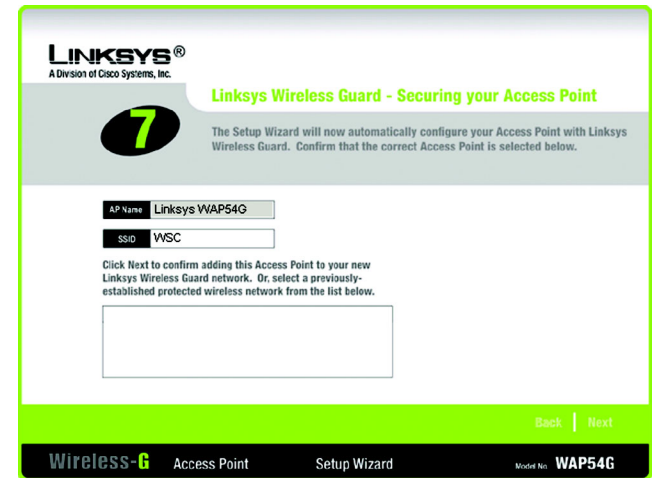 LINKSYS®
A Division of Cisco Systems, Inc.
Linksys Wireless Guard - Securing your Access Point
7
The Setup Wizard will now automatically configure your Access Point with Linksys
Wireless Guard. Confirm that the correct Access Point is selected below.
AP Name Linksys WAP54G
SSID WSC
Click Next to confirm adding this Access Point to your new
Linksys Wireless Guard network. Or, select a previously-
established protected wireless network from the list below.
Back | Next
Wireless-G Access Point Setup Wizard Model No. WAP54G